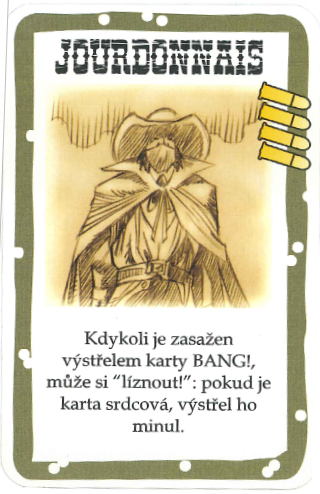 JOURDONNAIS
Kdykoli je zasažen
výstřelem karty BANG!,
může si “líznout!”: pokud je
karta srdcová, výstřel ho
minul.